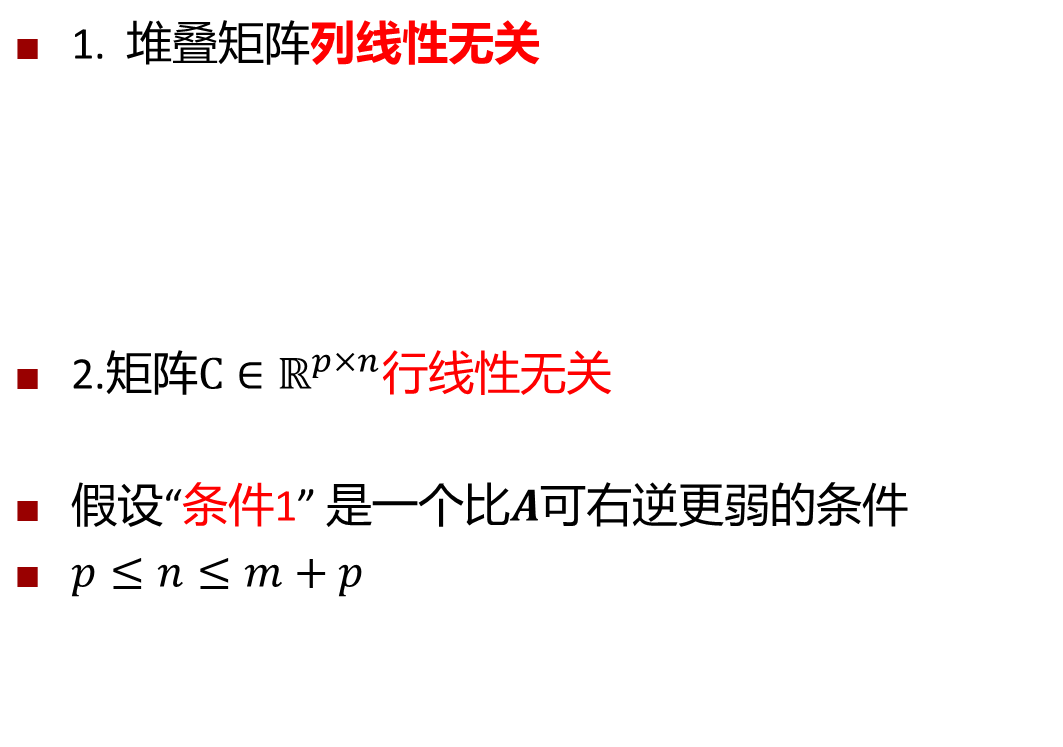 1. 堆叠矩阵列线性无关
2.矩阵C ∈ ℝ^{p×n}行线性无关
假设“条件1” 是一个比A可右逆更弱的条件
p ≤ n ≤ m + p